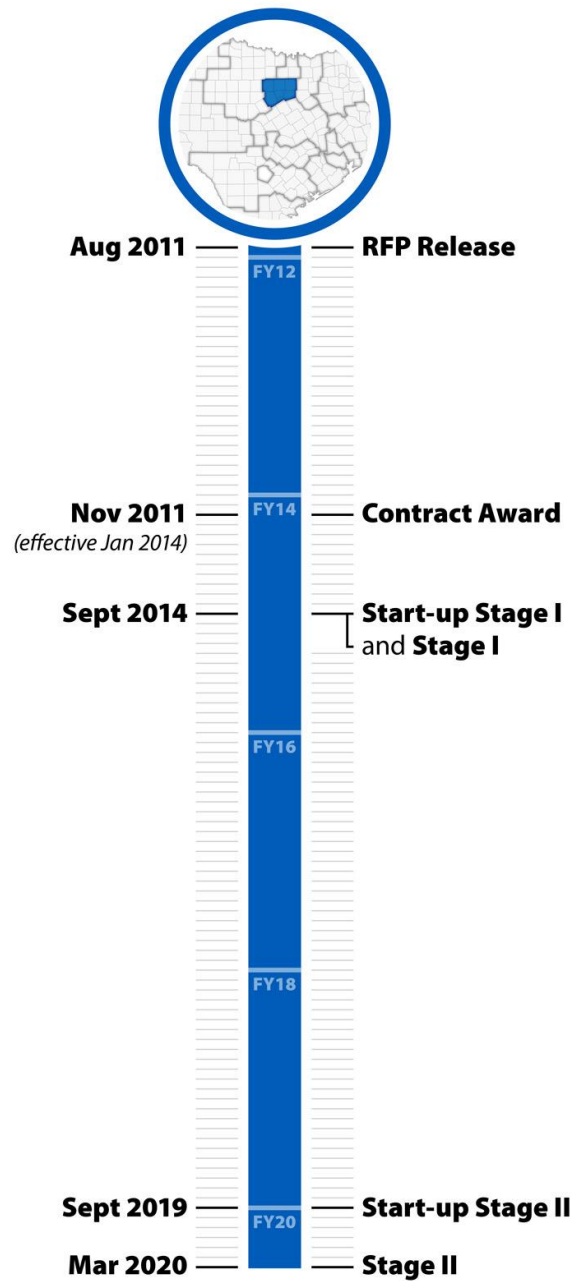 Aug 2011 RFP Release
FY12
Nov 2011 FY14 Contract Award
(effective Jan 2014)
Sept 2014 Start-up Stage I
and Stage I
FY16
FY18
Sept 2019 Start-up Stage II
FY20
Mar 2020 Stage II